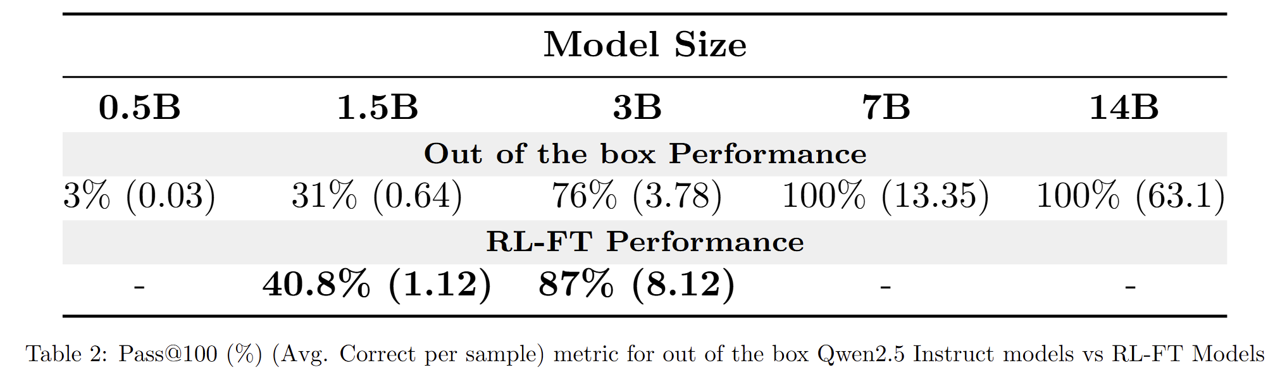 Model Size
0.5B 1.5B 3B 7B 14B
Out of the box Performance
3% (0.03) 31% (0.64) 76% (3.78) 100% (13.35) 100% (63.1)
RL-FT Performance
- 40.8% (1.12) 87% (8.12) - -
Table 2: Pass@100 (%) (Avg. Correct per sample) metric for out of the box Qwen2.5 Instruct models vs RL-FT Models